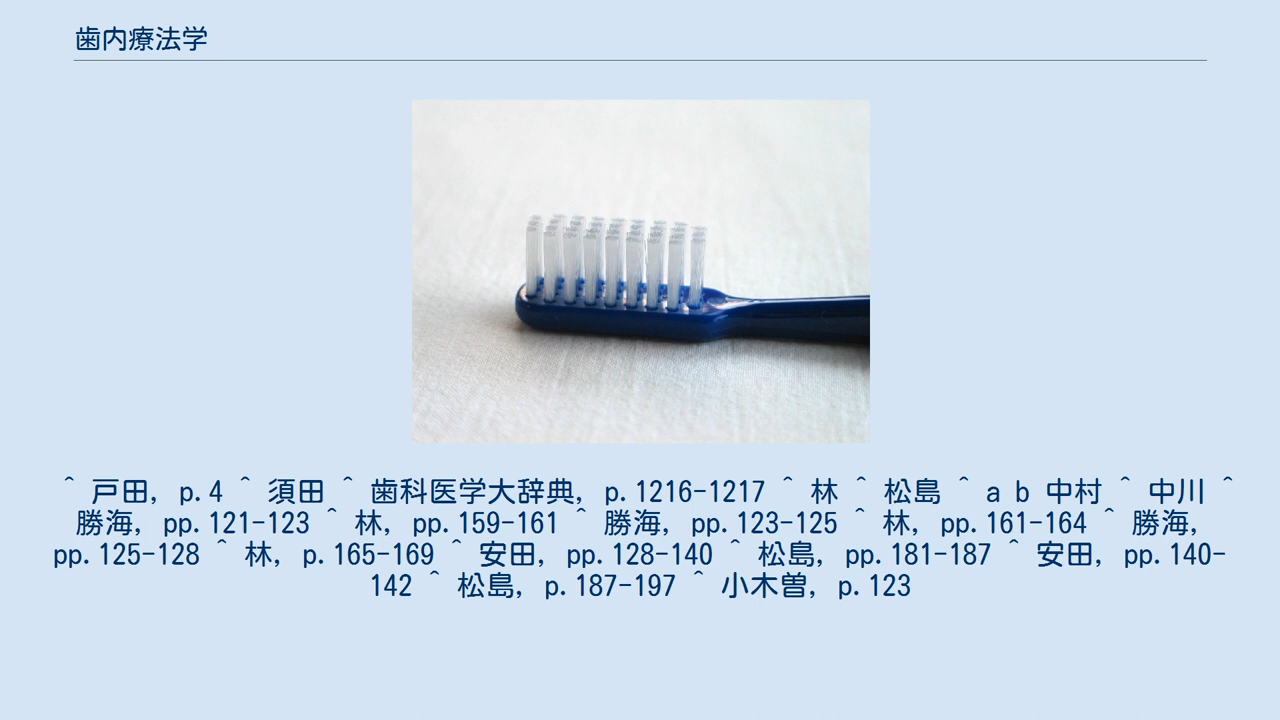 歯内療法学
^ 戸田, p.4 ^ 須田 ^ 歯科医学大辞典, p.1216-1217 ^ 林 ^ 松島 ^ a b 中村 ^ 中川 ^
勝海, pp.121-123 ^ 林, pp.159-161 ^ 勝海, pp.123-125 ^ 林, pp.161-164 ^ 勝海,
pp.125-128 ^ 林, p.165-169 ^ 安田, pp.128-140 ^ 松島, pp.181-187 ^ 安田, pp.140-
142 ^ 松島, p.187-197 ^ 小木曽, p.123